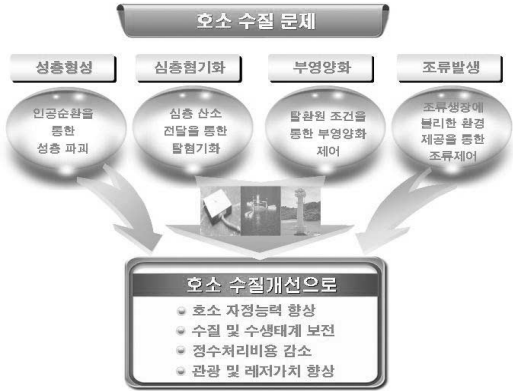 호소 수질 문제
성층형성
심층혐기화
부영양화
조류발생
인공순환을
통한
성층 파괴
심층 산소
전달을 통한
탈혐기화
탈환원 조건을
통한 부영양화
제어
조류생장에
불리한 환경
제공을 통한
조류제어
호소 수질개선으로
호소 자정능력 향상
수질 및 수생태계 보전
정수처리비용 감소
관광 및 레저가치 향상